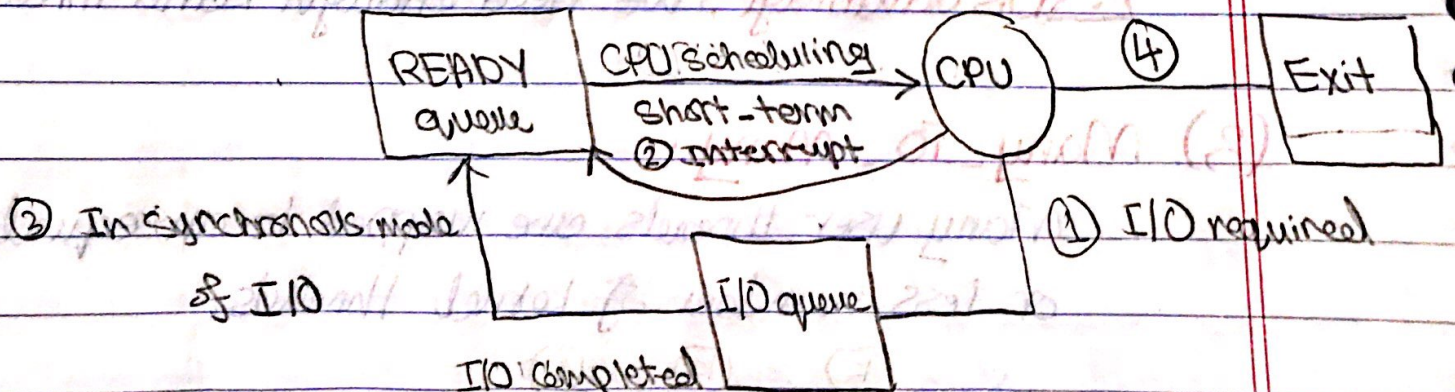 READY
queue
CPU scheduling
short-term
② Interrupt
CPU
④
Exit
③ In synchronous mode
of I/O
① I/O required
I/O queue
I/O completed